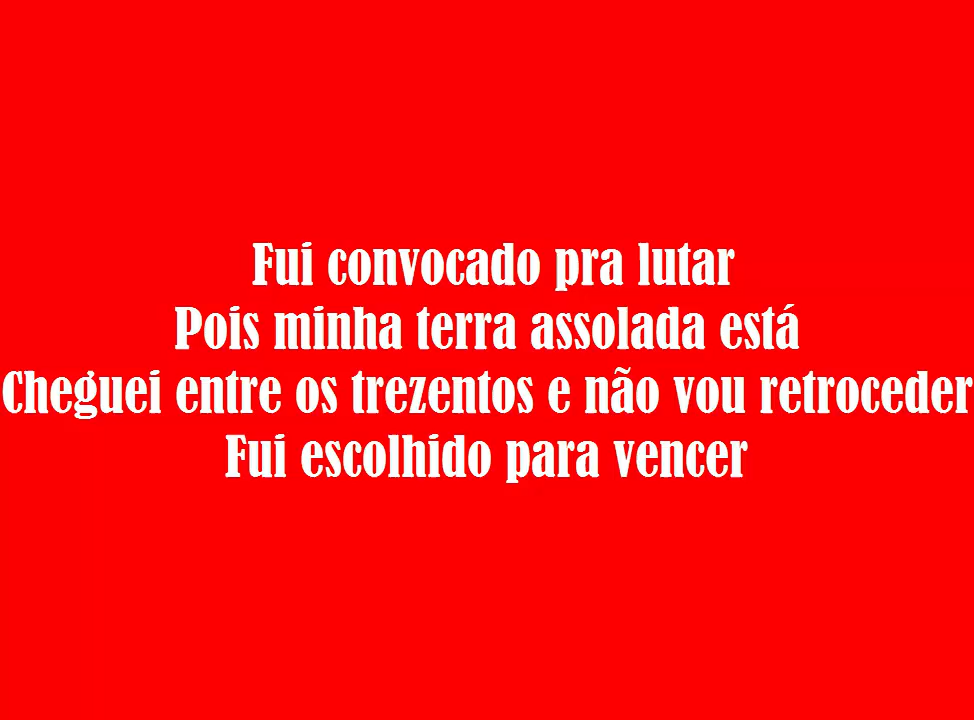 Fui convocado pra lutar
Pois minha terra assolada está
Cheguei entre os trezentos e não vou retroceder
Fui escolhido para vencer